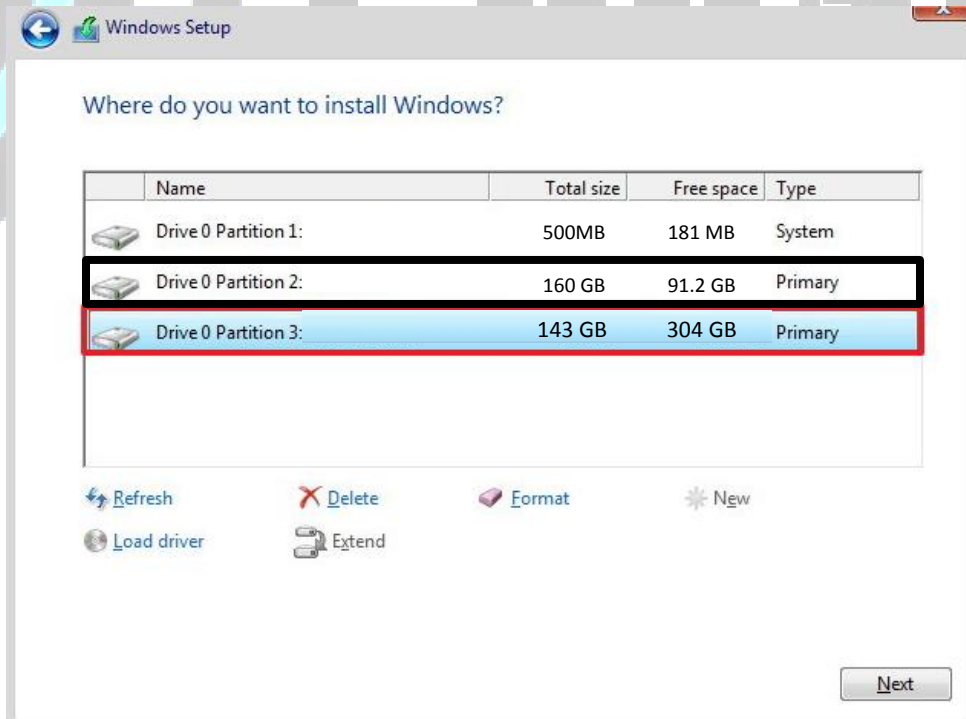 Windows Setup
Where do you want to install Windows?
Name Total size Free space Type
Drive 0 Partition 1: 500MB 181 MB System
Drive 0 Partition 2: 160 GB 91.2 GB Primary
Drive 0 Partition 3: 143 GB 304 GB Primary
Refresh Delete Format New
Load driver Extend
Next